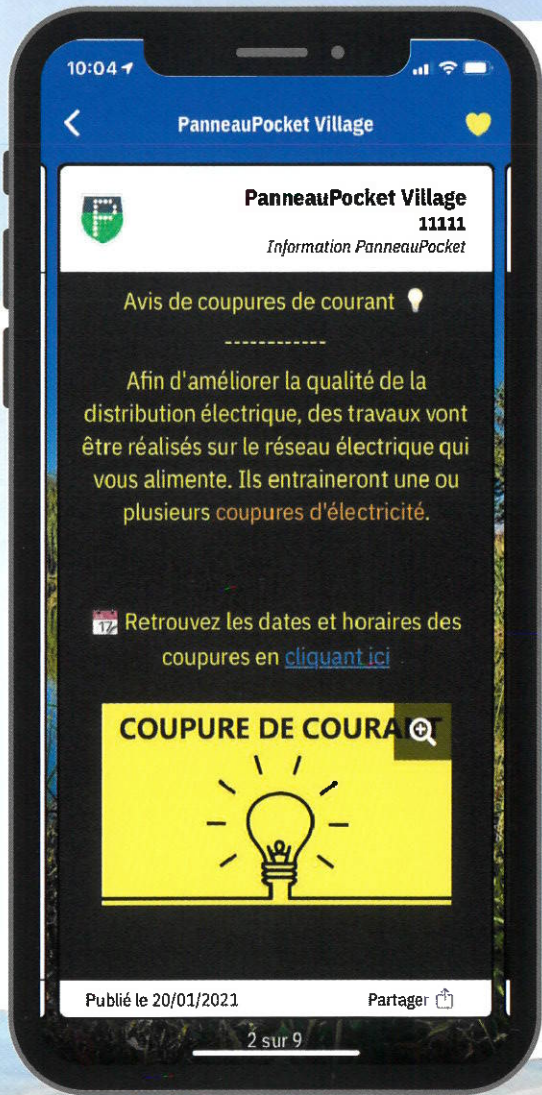 10:04
PanneauPocket Village
PanneauPocket Village
11111
Information PanneauPocket
Avis de coupures de courant 💡
------------
Afin d'améliorer la qualité de la
distribution électrique, des travaux vont
être réalisés sur le réseau électrique qui
vous alimente. Ils entraineront une ou
plusieurs coupures d'électricité.
📅 Retrouvez les dates et horaires des
coupures en cliquant ici
COUPURE DE COURANT
Publié le 20/01/2021
Partager
2 sur 9